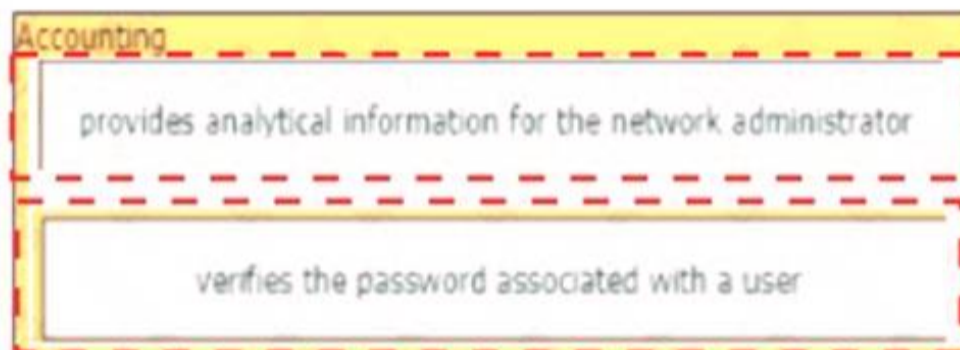 Accounting
provides analytical information for the network administrator
verifies the password associated with a user